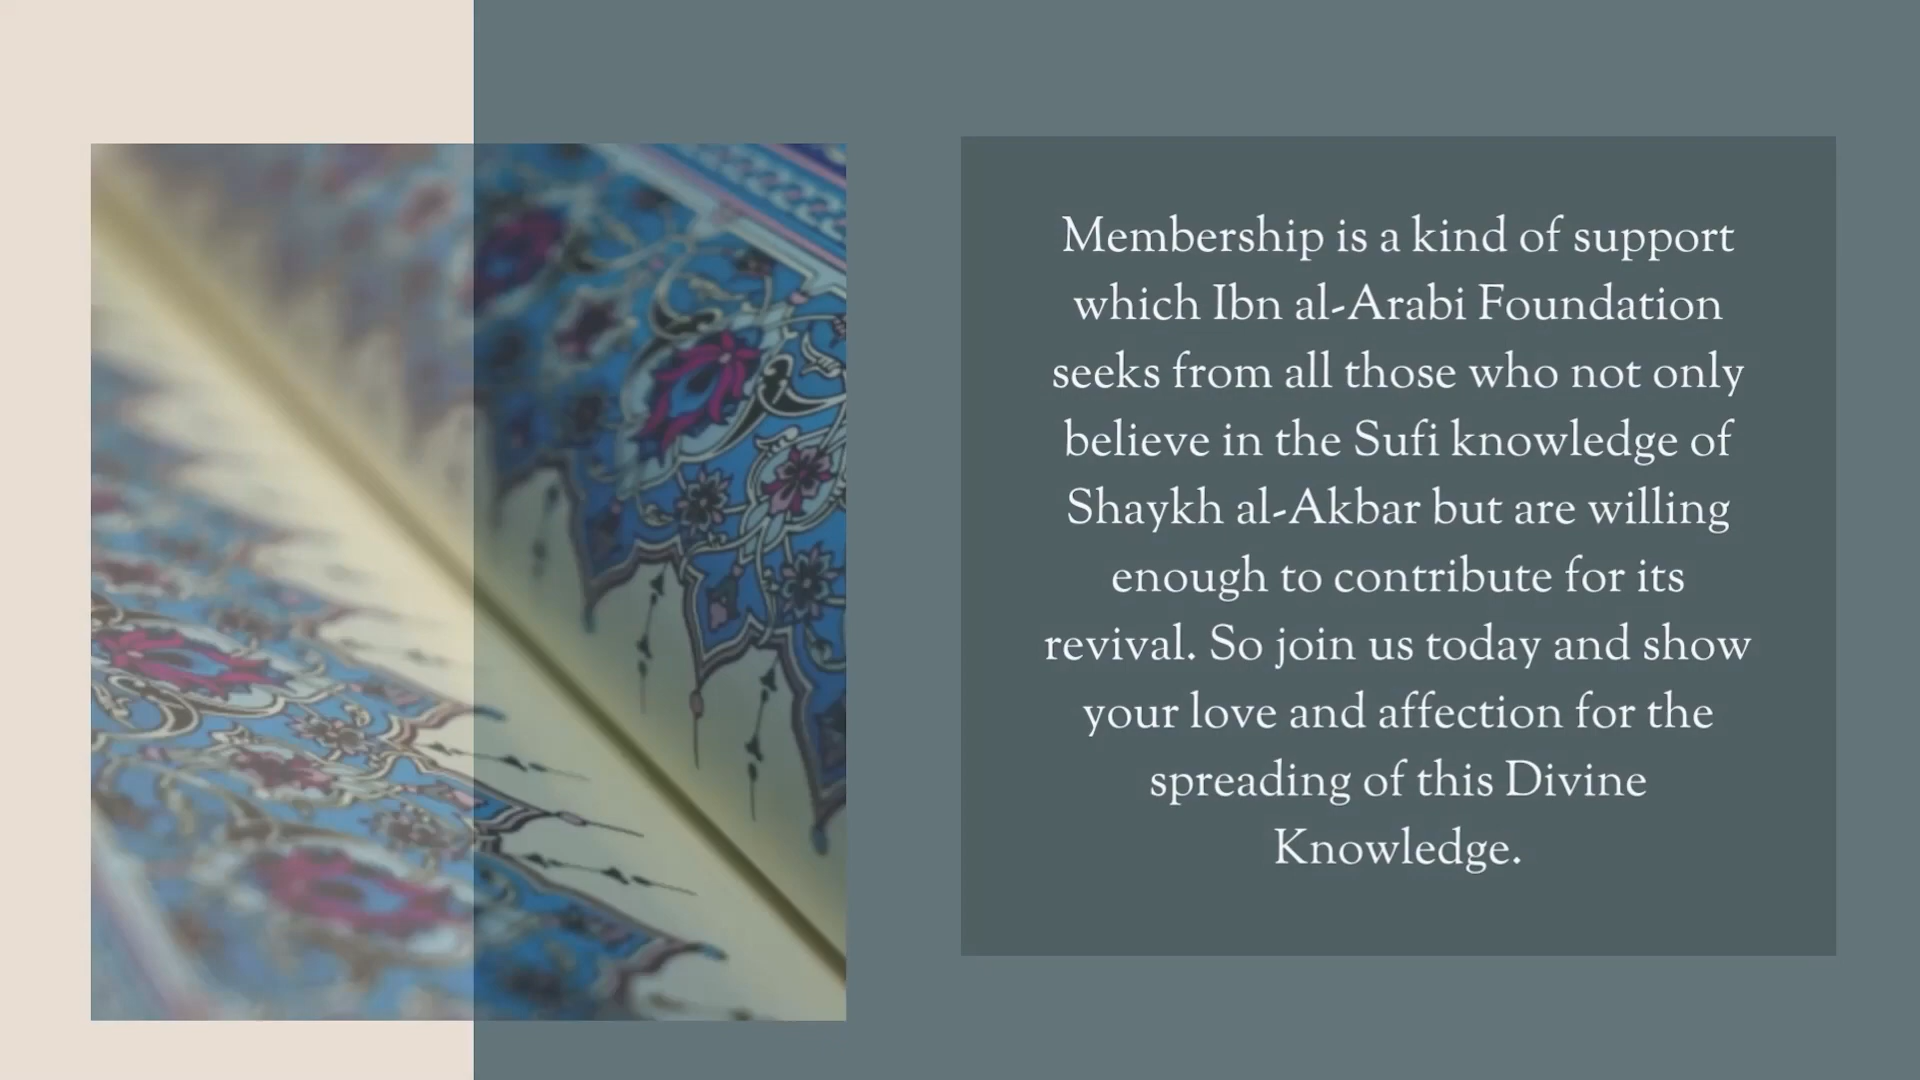 Membership is a kind of support
which Ibn al-Arabi Foundation
seeks from all those who not only
believe in the Sufi knowledge of
Shaykh al-Akbar but are willing
enough to contribute for its
revival. So join us today and show
your love and affection for the
spreading of this Divine
Knowledge.